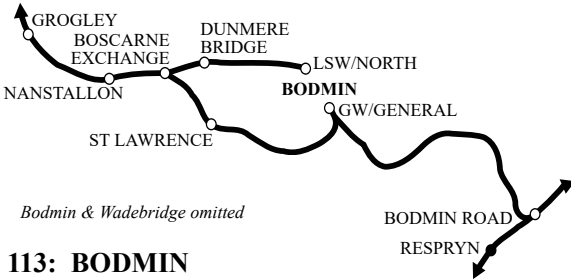 GROGLEY
DUNMERE
BRIDGE
BOSCARNE
EXCHANGE
LSW/NORTH
NANSTALLON
BODMIN
GW/GENERAL
ST LAWRENCE
Bodmin & Wadebridge omitted
BODMIN ROAD
RESPRYN
113: BODMIN